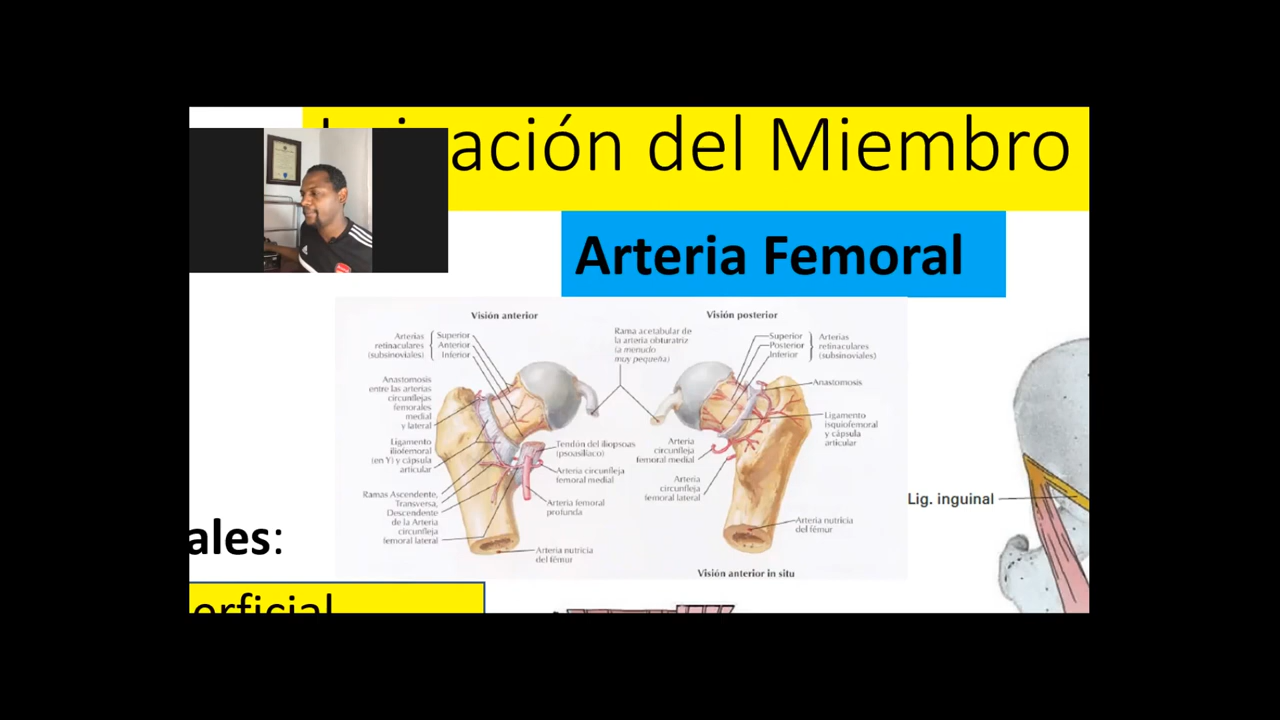 ación del Miembro
Arteria Femoral
Visión anterior
Visión posterior
Arterias
retinaculares
(subsinoviales)
Superior
Anterior
Inferior
Rama acetabular de
la arteria obturatriz
(a menudo
muy pequeña)
Superior
Posterior
Inferior
Arterias
retinaculares
(subsinoviales)
Anastomosis
entre las arterias
circunflejas
femorales
medial
y lateral
Anastomosis
Ligamento
iliofemoral
(en Y) y cápsula
articular
Tendón del iliopsoas
(psoasilíaco)
Arteria circunfleja
femoral medial
Arteria
circunfleja
femoral medial
Ligamento
isquiofemoral
y cápsula
articular
Ramas Ascendente,
Transversa,
Descendente
de la Arteria
circunfleja
femoral lateral
Arteria femoral
profunda
Arteria
circunfleja
femoral lateral
Arteria nutricia
del fémur
Arteria nutricia
del fémur
Lig. inguinal
ales:
Visión anterior in situ
erficial